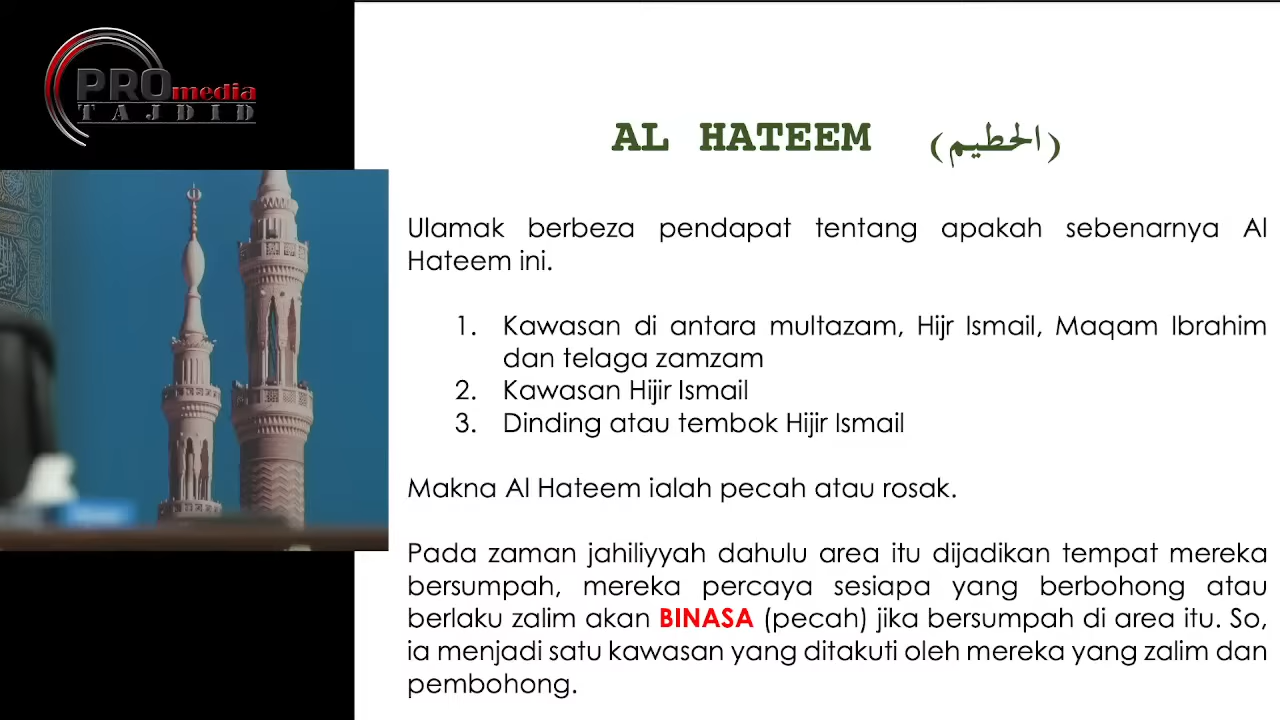 PROmedia
TAJDID
AL HATEEM (الحطيم)
Ulamak berbeza pendapat tentang apakah sebenarnya Al
Hateem ini.
1. Kawasan di antara multazam, Hijr Ismail, Maqam Ibrahim
dan telaga zamzam
2. Kawasan Hijir Ismail
3. Dinding atau tembok Hijir Ismail
Makna Al Hateem ialah pecah atau rosak.
Pada zaman jahiliyyah dahulu area itu dijadikan tempat mereka
bersumpah, mereka percaya sesiapa yang berbohong atau
berlaku zalim akan BINASA (pecah) jika bersumpah di area itu. So,
ia menjadi satu kawasan yang ditakuti oleh mereka yang zalim dan
pembohong.